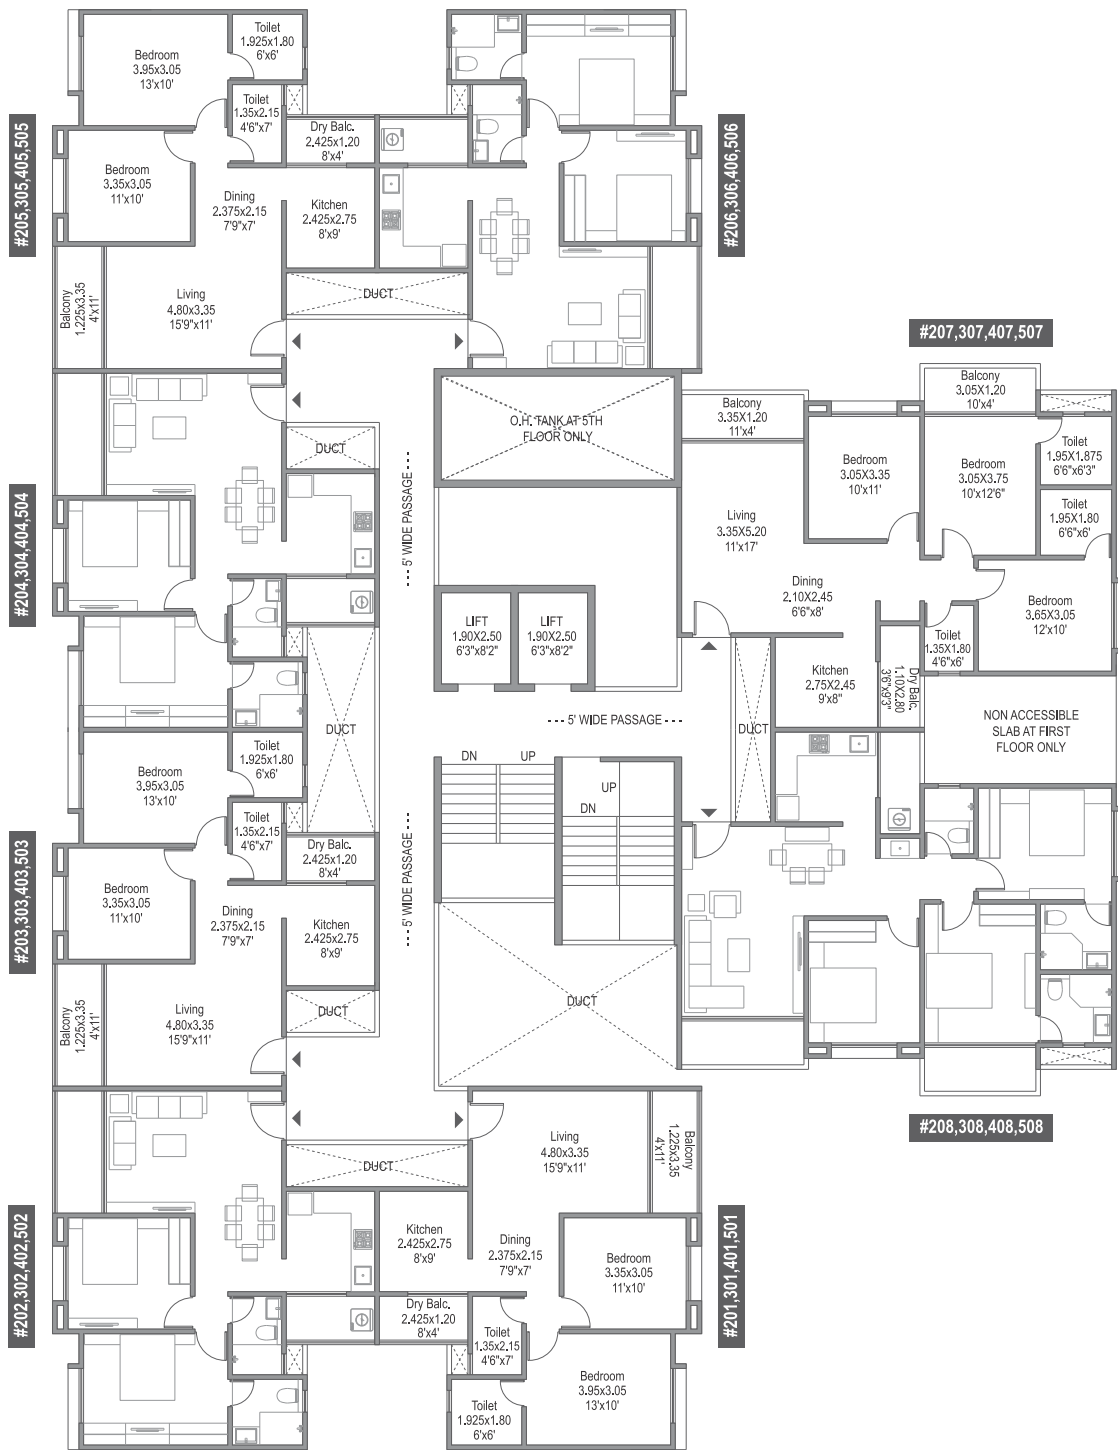 Toilet
1.925x1.80
6'x6'
Bedroom
3.95x3.05
13'x10'
Toilet
1.35x2.15
4'6"x7'
Dry Balc.
2.425x1.20
8'x4'
#205,305,405,505
Bedroom
3.35x3.05
11'x10'
Dining
2.375x2.15
7'9"x7'
Kitchen
2.425x2.75
8'x9'
#206,306,406,506
Balcony
1.225x3.35
4'x11'
Living
4.80x3.35
15'9"x11'
DUCT
#207,307,407,507
Balcony
3.05X1.20
10'x4'
O.H. TANK AT 5TH
FLOOR ONLY
Balcony
3.35X1.20
11'x4'
DUCT
Bedroom
3.05X3.35
10'x11'
Bedroom
3.05X3.75
10'x12'6"
Toilet
1.95X1.875
6'6"x6'3"
Toilet
1.95X1.80
6'6"x6'
#204,304,404,504
--- 5' WIDE PASSAGE ---
Living
3.35X5.20
11'x17'
Dining
2.10X2.45
6'6"x8'
Bedroom
3.65X3.05
12'x10'
LIFT
1.90X2.50
6'3"x8'2"
LIFT
1.90X2.50
6'3"x8'2"
Toilet
1.35X1.80
4'6"x6'
Kitchen
2.75X2.45
9'x8"
Dry Balc.
1.10X2.80
3'6"x9'3"
--- 5' WIDE PASSAGE ---
DUCT
DUCT
NON ACCESSIBLE
SLAB AT FIRST
FLOOR ONLY
Toilet
1.925x1.80
6'x6'
Bedroom
3.95x3.05
13'x10'
DN
UP
UP
DN
Toilet
1.35x2.15
4'6"x7'
Dry Balc.
2.425x1.20
8'x4'
#203,303,403,503
Bedroom
3.35x3.05
11'x10'
Dining
2.375x2.15
7'9"x7'
Kitchen
2.425x2.75
8'x9'
--- 5' WIDE PASSAGE ---
Balcony
1.225x3.35
4'x11'
Living
4.80x3.35
15'9"x11'
DUCT
DUCT
#208,308,408,508
Living
4.80x3.35
15'9"x11'
Balcony
1.225x3.35
4'x11'
DUCT
#202,302,402,502
Kitchen
2.425x2.75
8'x9'
Dining
2.375x2.15
7'9"x7'
Bedroom
3.35x3.05
11'x10'
#201,301,401,501
Dry Balc.
2.425x1.20
8'x4'
Toilet
1.35x2.15
4'6"x7'
Bedroom
3.95x3.05
13'x10'
Toilet
1.925x1.80
6'x6'